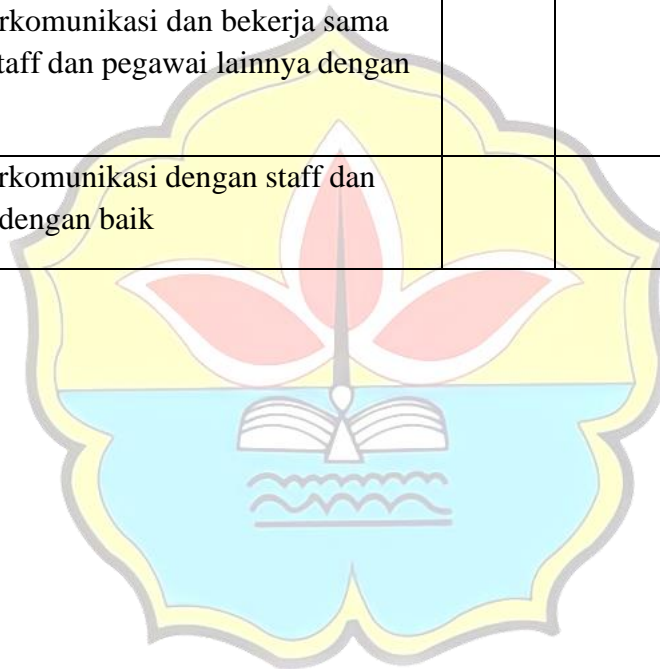 rkomunikasi dan bekerja sama
taff dan pegawai lainnya dengan
rkomunikasi dengan staff dan
dengan baik